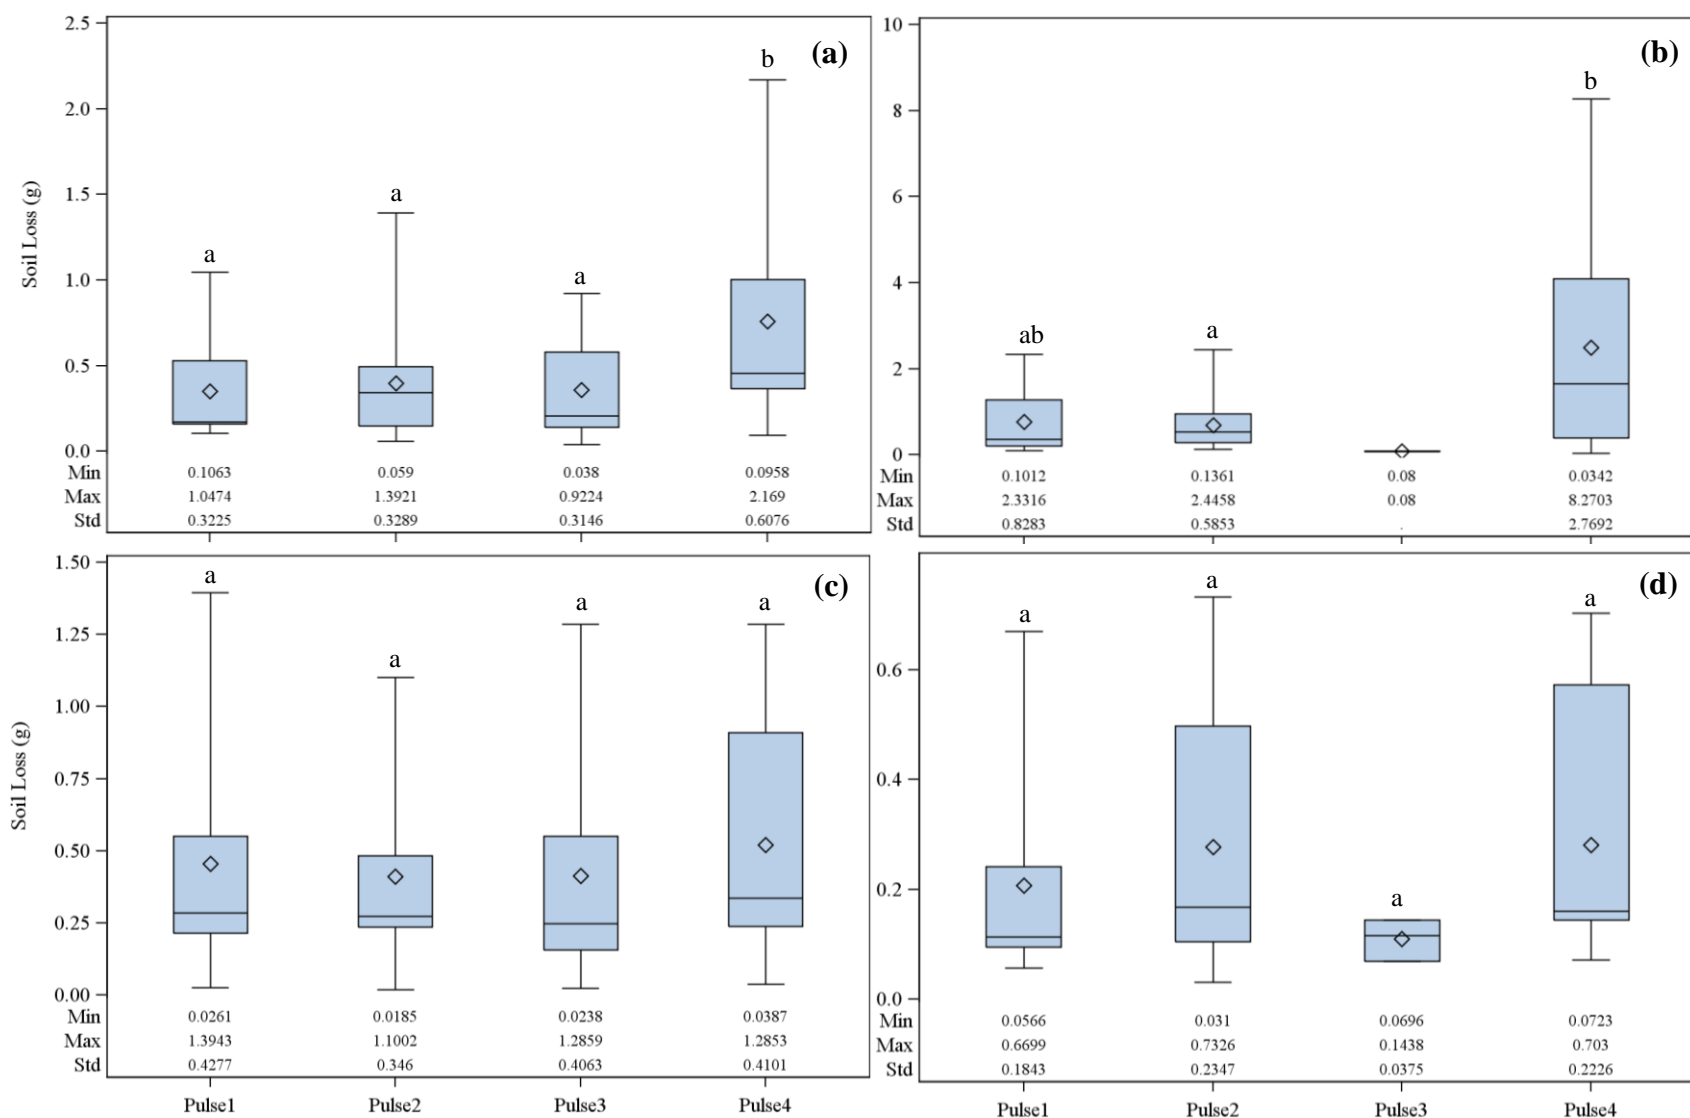 (a)
Soil Loss (g)
2.5
2.0
1.5
1.0
0.5
0.0
a
a
a
b
Min 0.1063 0.059 0.038 0.0958
Max 1.0474 1.3921 0.9224 2.169
Std 0.3225 0.3289 0.3146 0.6076
(b)
10
8
6
4
2
0
ab
a
b
Min 0.1012 0.1361 0.08 0.0342
Max 2.3316 2.4458 0.08 8.2703
Std 0.8283 0.5853 . 2.7692
(c)
Soil Loss (g)
1.50
1.25
1.00
0.75
0.50
0.25
0.00
a
a
a
a
Min 0.0261 0.0185 0.0238 0.0387
Max 1.3943 1.1002 1.2859 1.2853
Std 0.4277 0.346 0.4063 0.4101
Pulse1 Pulse2 Pulse3 Pulse4
(d)
0.6
0.4
0.2
0.0
a
a
a
a
Min 0.0566 0.031 0.0696 0.0723
Max 0.6699 0.7326 0.1438 0.703
Std 0.1843 0.2347 0.0375 0.2226
Pulse1 Pulse2 Pulse3 Pulse4